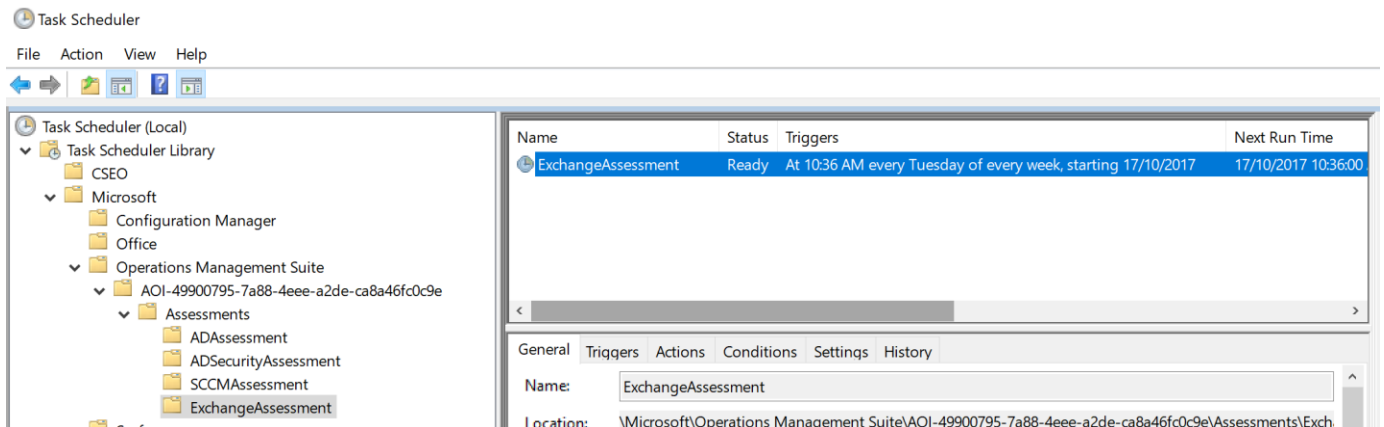 Task Scheduler
File Action View Help
Task Scheduler (Local)
Task Scheduler Library
CSEO
Microsoft
Configuration Manager
Office
Operations Management Suite
AOI-49900795-7a88-4eee-a2de-ca8a46fc0c9e
Assessments
ADAssessment
ADSecurityAssessment
SCCMAssessment
ExchangeAssessment
Name Status Triggers Next Run Time
ExchangeAssessment Ready At 10:36 AM every Tuesday of every week, starting 17/10/2017 17/10/2017 10:36:00
General Triggers Actions Conditions Settings History
Name: ExchangeAssessment
Location: \Microsoft\Operations Management Suite\AOI-49900795-7a88-4eee-a2de-ca8a46fc0c9e\Assessments\Exch